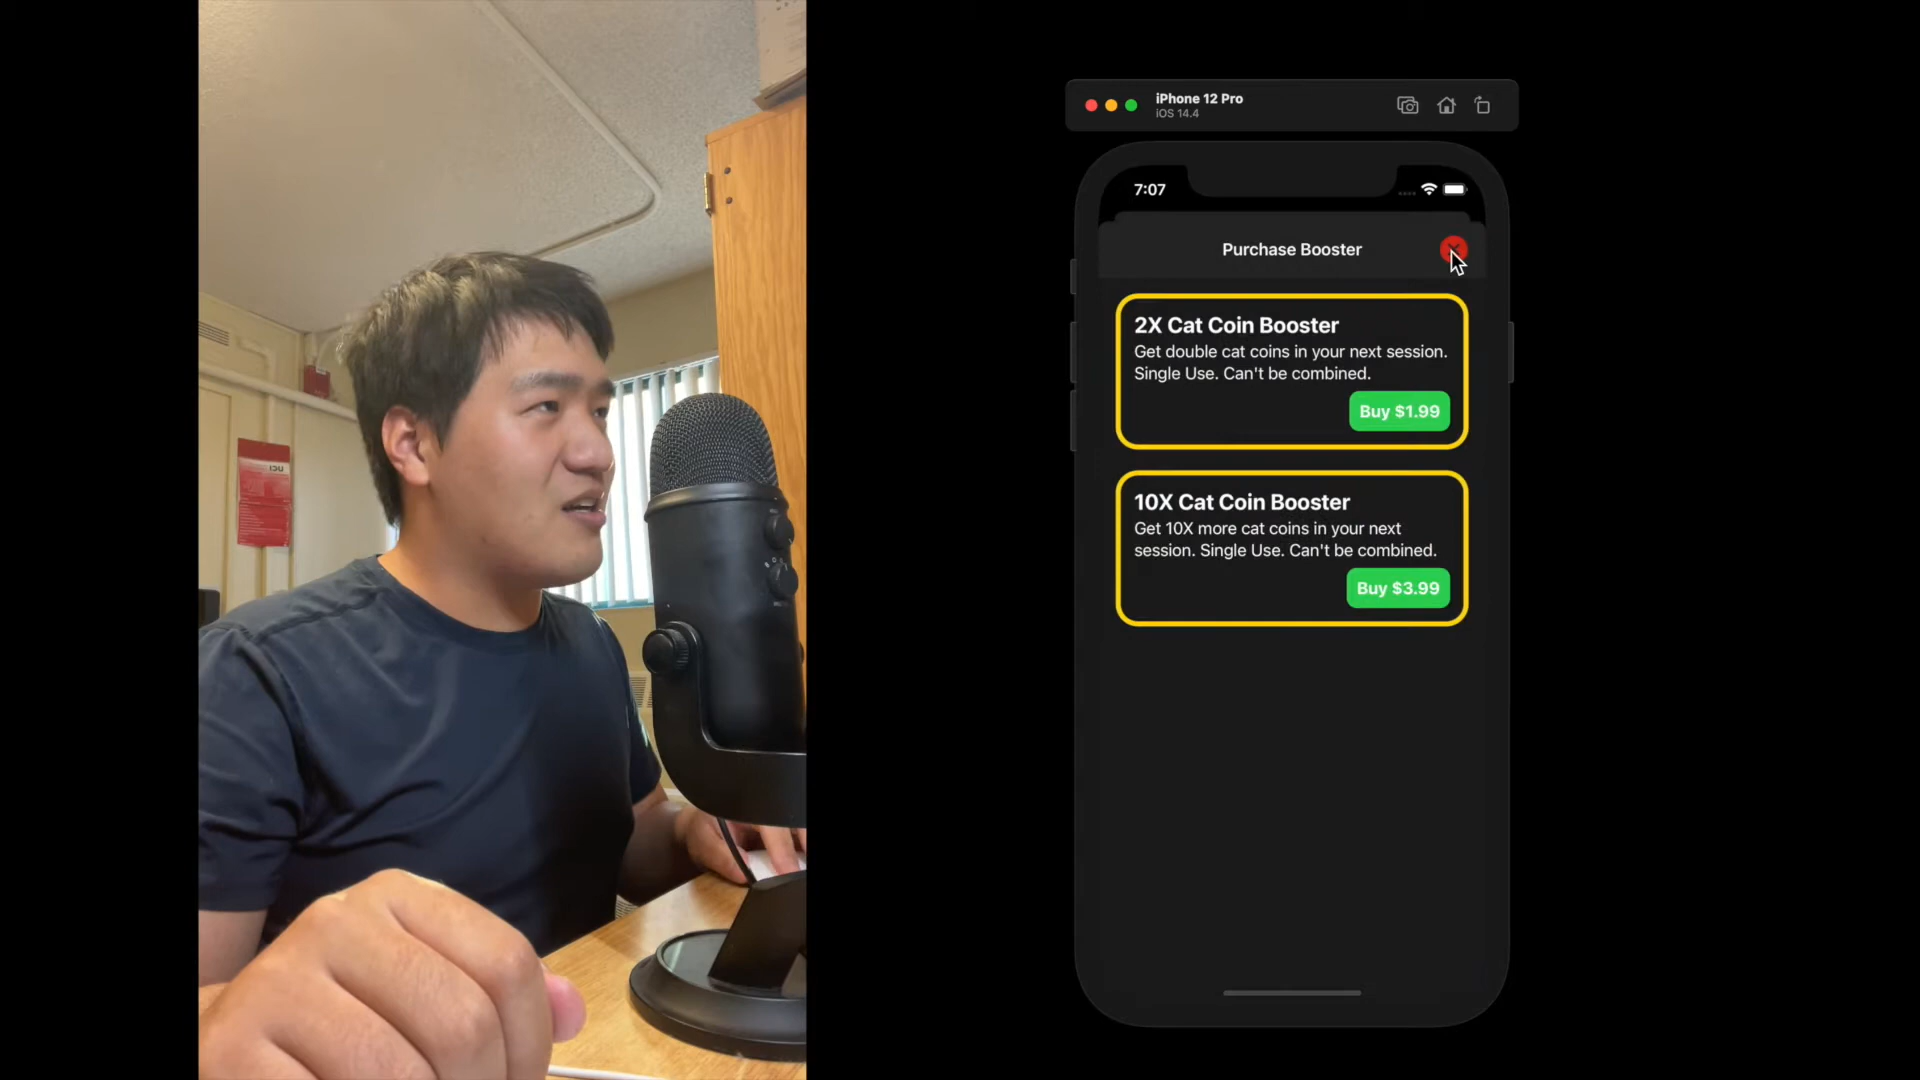 iPhone 12 Pro
iOS 14.4
7:07
Purchase Booster
2X Cat Coin Booster
Get double cat coins in your next session.
Single Use. Can't be combined.
Buy $1.99
10X Cat Coin Booster
Get 10X more cat coins in your next
session. Single Use. Can't be combined.
Buy $3.99